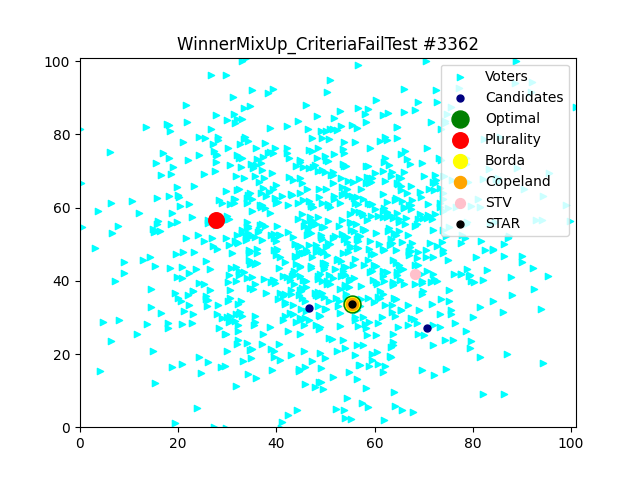 WinnerMixUp_CriteriaFailTest #3362
100
80
60
40
20
0
0
20
40
60
80
100
Voters
Candidates
Optimal
Plurality
Borda
Copeland
STV
STAR